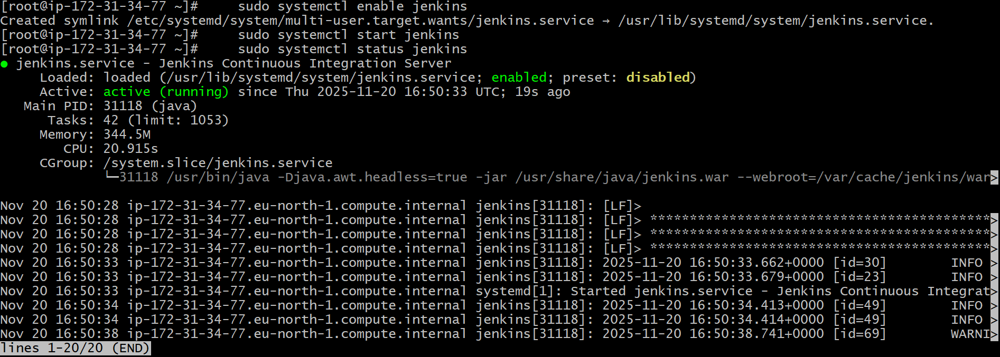 [root@ip-172-31-34-77 ~]#     sudo systemctl enable jenkins
Created symlink /etc/systemd/system/multi-user.target.wants/jenkins.service → /usr/lib/systemd/system/jenkins.service.
[root@ip-172-31-34-77 ~]#     sudo systemctl start jenkins
[root@ip-172-31-34-77 ~]#     sudo systemctl status jenkins
● jenkins.service - Jenkins Continuous Integration Server
     Loaded: loaded (/usr/lib/systemd/system/jenkins.service; enabled; preset: disabled)
     Active: active (running) since Thu 2025-11-20 16:50:33 UTC; 19s ago
   Main PID: 31118 (java)
      Tasks: 42 (limit: 1053)
     Memory: 344.5M
        CPU: 20.915s
     CGroup: /system.slice/jenkins.service
             └─31118 /usr/bin/java -Djava.awt.headless=true -jar /usr/share/java/jenkins.war --webroot=/var/cache/jenkins/war>
Nov 20 16:50:28 ip-172-31-34-77.eu-north-1.compute.internal jenkins[31118]: [LF]>
Nov 20 16:50:28 ip-172-31-34-77.eu-north-1.compute.internal jenkins[31118]: [LF]> *******************************************>
Nov 20 16:50:28 ip-172-31-34-77.eu-north-1.compute.internal jenkins[31118]: [LF]> *******************************************>
Nov 20 16:50:28 ip-172-31-34-77.eu-north-1.compute.internal jenkins[31118]: [LF]> *******************************************>
Nov 20 16:50:33 ip-172-31-34-77.eu-north-1.compute.internal jenkins[31118]: 2025-11-20 16:50:33.662+0000 [id=30]        INFO >
Nov 20 16:50:33 ip-172-31-34-77.eu-north-1.compute.internal jenkins[31118]: 2025-11-20 16:50:33.679+0000 [id=23]        INFO >
Nov 20 16:50:33 ip-172-31-34-77.eu-north-1.compute.internal systemd[1]: Started jenkins.service - Jenkins Continuous Integrat>
Nov 20 16:50:34 ip-172-31-34-77.eu-north-1.compute.internal jenkins[31118]: 2025-11-20 16:50:34.413+0000 [id=49]        INFO >
Nov 20 16:50:34 ip-172-31-34-77.eu-north-1.compute.internal jenkins[31118]: 2025-11-20 16:50:34.414+0000 [id=49]        INFO >
Nov 20 16:50:38 ip-172-31-34-77.eu-north-1.compute.internal jenkins[31118]: 2025-11-20 16:50:38.741+0000 [id=69]        WARNI>
lines 1-20/20 (END)